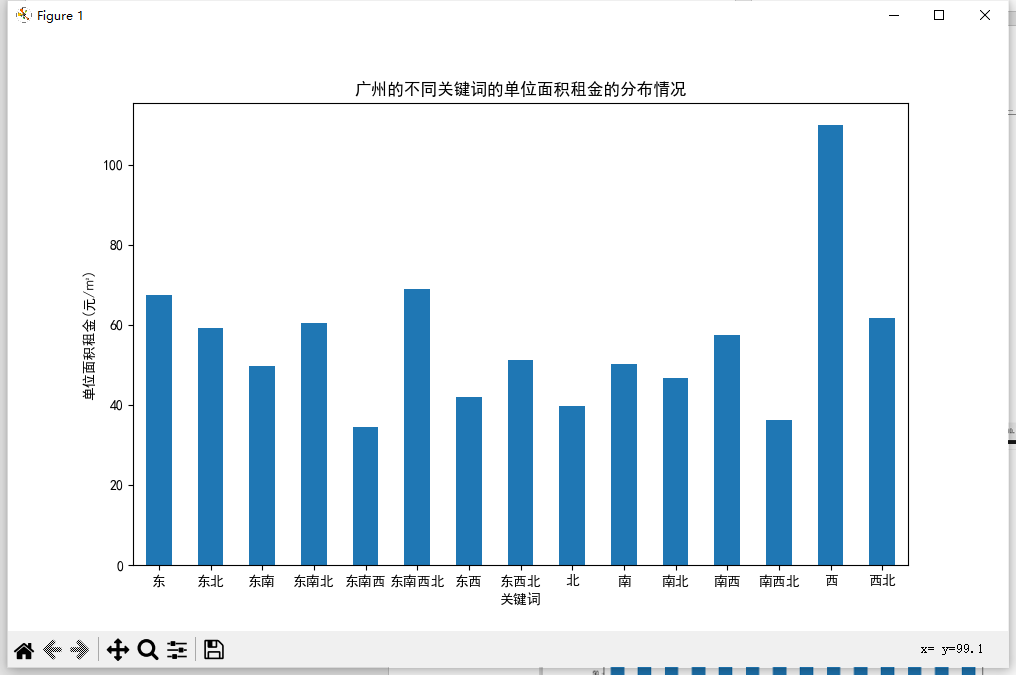 Figure 1
广州的不同关键词的单位面积租金的分布情况
单位面积租金(元/㎡)
100
80
60
40
20
0
东 东北 东南 东南北 东南西 东南西北 东西 东西北 北 南 南北 南西 南西北 西 西北
关键词
x= y=99.1